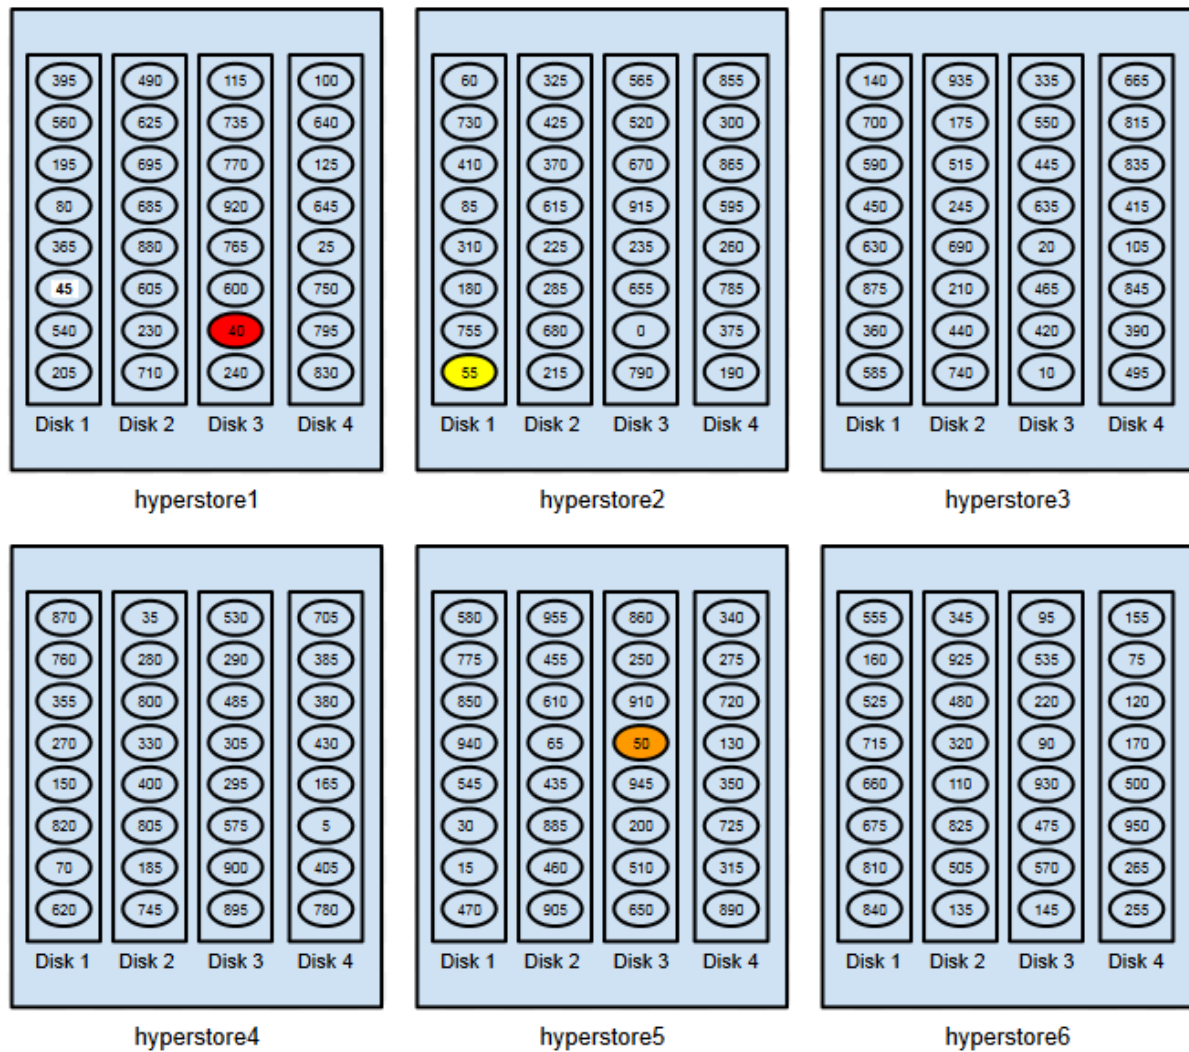 395 490 115 100 60 325 565 855 140 935 335 665
560 625 735 640 730 425 520 300 700 175 550 815
195 695 770 125 410 370 670 865 590 515 445 835
80 685 920 645 85 615 915 595 450 245 635 415
365 880 765 25 310 225 235 260 630 690 20 105
45 605 600 750 180 285 655 785 875 210 465 845
540 230 40 795 755 680 0 375 360 440 420 390
205 710 240 830 55 215 790 190 585 740 10 495
Disk 1 Disk 2 Disk 3 Disk 4 Disk 1 Disk 2 Disk 3 Disk 4 Disk 1 Disk 2 Disk 3 Disk 4
hyperstore1 hyperstore2 hyperstore3
870 35 530 705 580 955 860 340 555 345 95 155
760 280 290 385 775 455 250 275 160 925 535 75
355 800 485 380 850 610 910 720 525 480 220 120
270 330 305 430 940 65 50 130 715 320 90 170
150 400 295 165 545 435 945 350 660 110 930 500
820 805 575 5 30 885 200 725 675 825 475 950
70 185 900 405 15 460 510 315 810 505 570 265
620 745 895 780 470 905 650 890 840 135 145 255
Disk 1 Disk 2 Disk 3 Disk 4 Disk 1 Disk 2 Disk 3 Disk 4 Disk 1 Disk 2 Disk 3 Disk 4
hyperstore4 hyperstore5 hyperstore6